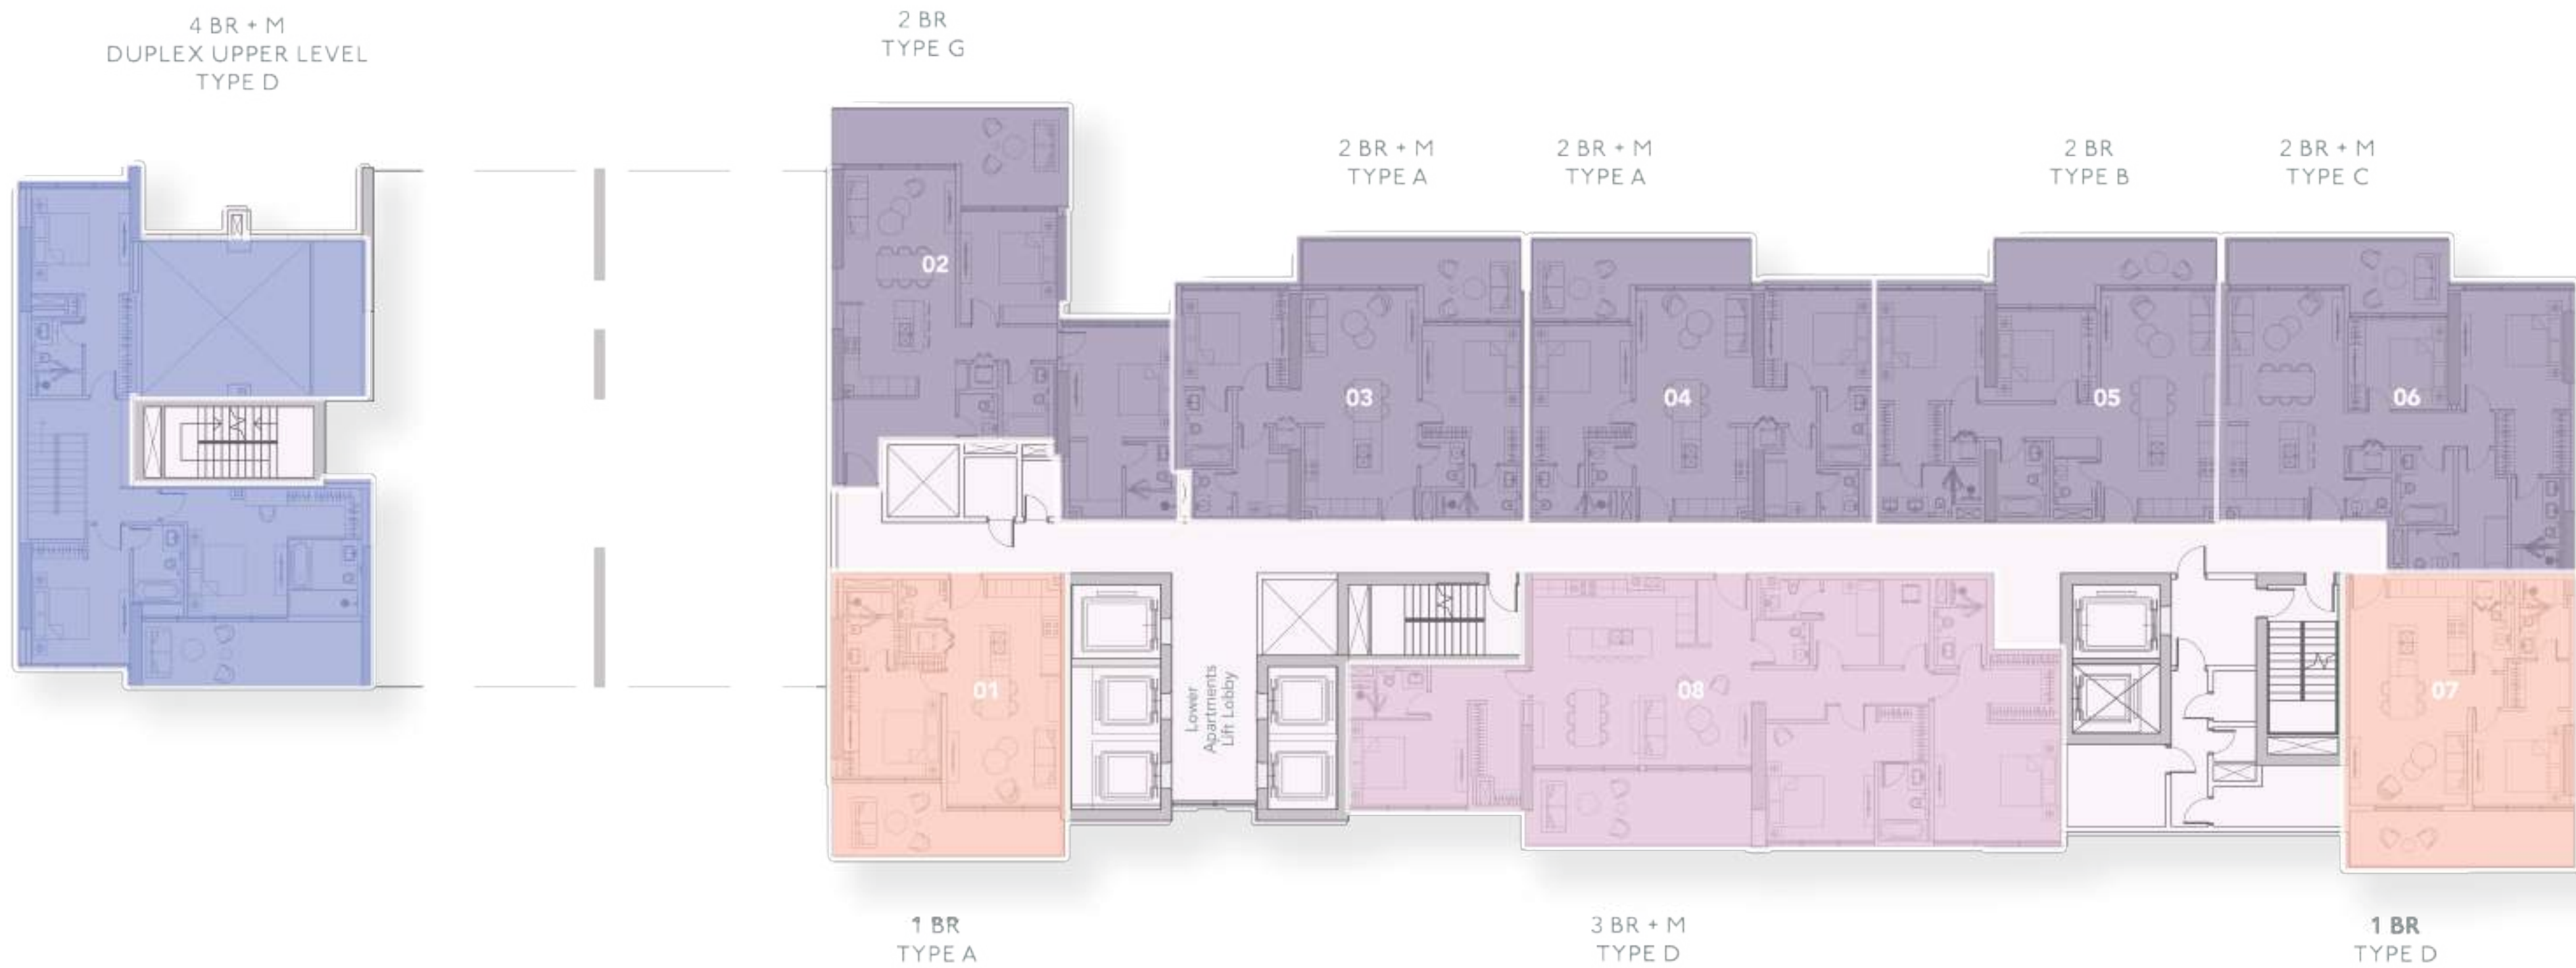 4 BR + M
DUPLEX UPPER LEVEL
TYPE D
2 BR
TYPE G
2 BR + M
TYPE A
2 BR + M
TYPE A
2 BR
TYPE B
2 BR + M
TYPE C
02
03
04
05
06
01
Lower
Apartments
Lift Lobby
08
07
1 BR
TYPE A
3 BR + M
TYPE D
1 BR
TYPE D